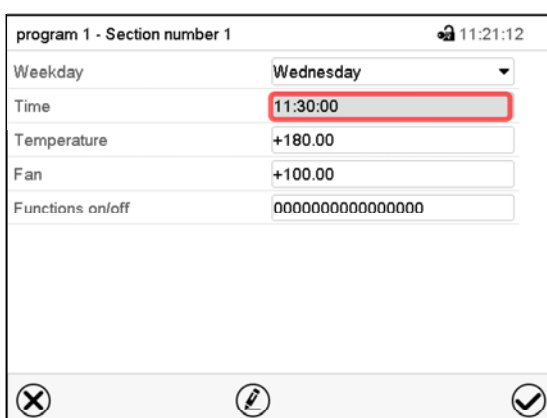 program 1 - Section number 1 11:21:12
Weekday Wednesday
Time 11:30:00
Temperature +180.00
Fan +100.00
Functions on/off 0000000000000000